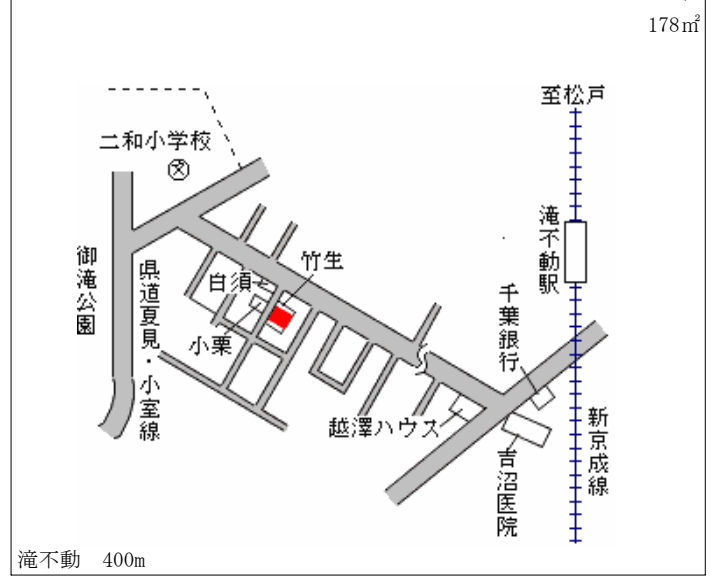 178㎡
至松戸
二和小学校
文
滝不動駅
御滝公園
県道夏見・小室線
竹生
白須
小栗
千葉銀行
越澤ハウス
吉沼医院
新京成線
滝不動 400m